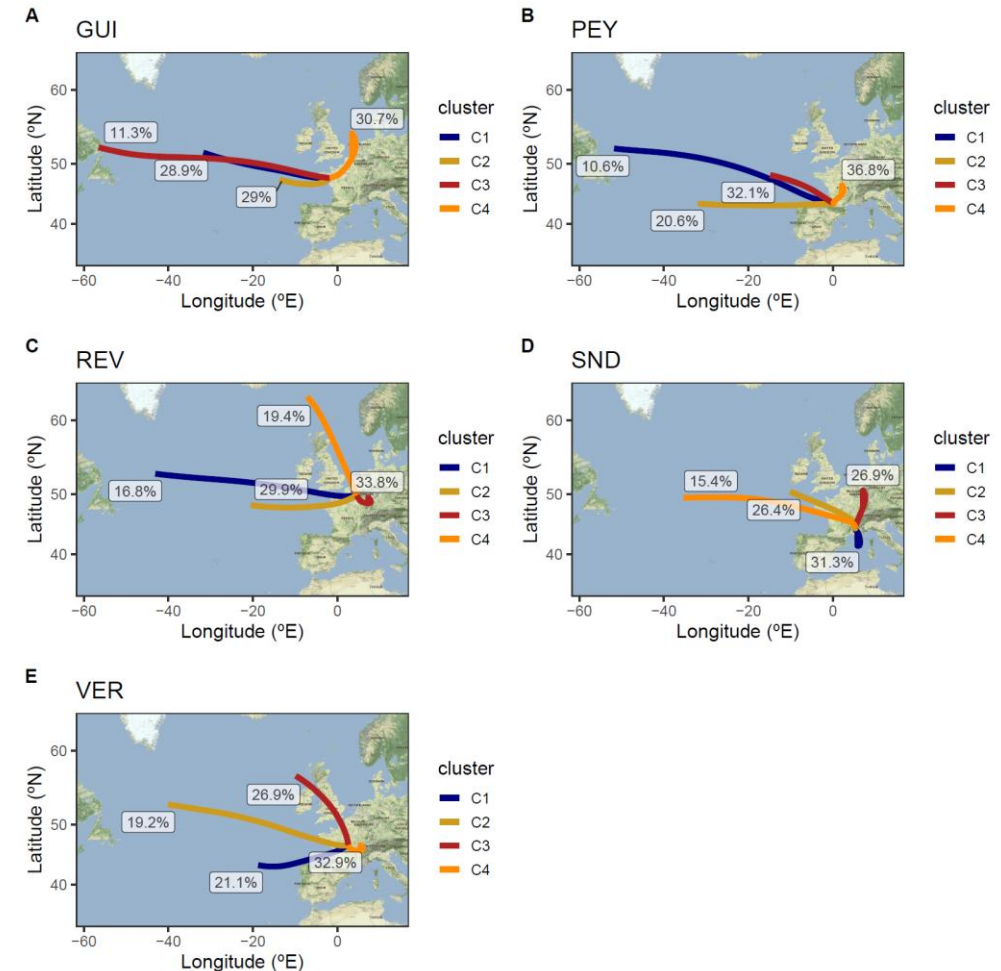 A
GUI
60
50
40
Latitude (ºN)
−60
−40
−20
0
Longitude (ºE)
11.3%
28.9%
29%
30.7%
cluster
C1
C2
C3
C4
B
PEY
60
50
40
Latitude (ºN)
−60
−40
−20
0
Longitude (ºE)
10.6%
20.6%
32.1%
36.8%
cluster
C1
C2
C3
C4
C
REV
60
50
40
Latitude (ºN)
−60
−40
−20
0
Longitude (ºE)
19.4%
16.8%
29.9%
33.8%
cluster
C1
C2
C3
C4
D
SND
60
50
40
Latitude (ºN)
−60
−40
−20
0
Longitude (ºE)
15.4%
26.4%
26.9%
31.3%
cluster
C1
C2
C3
C4
E
VER
60
50
40
Latitude (ºN)
−60
−40
−20
0
Longitude (ºE)
26.9%
19.2%
32.9%
21.1%
cluster
C1
C2
C3
C4